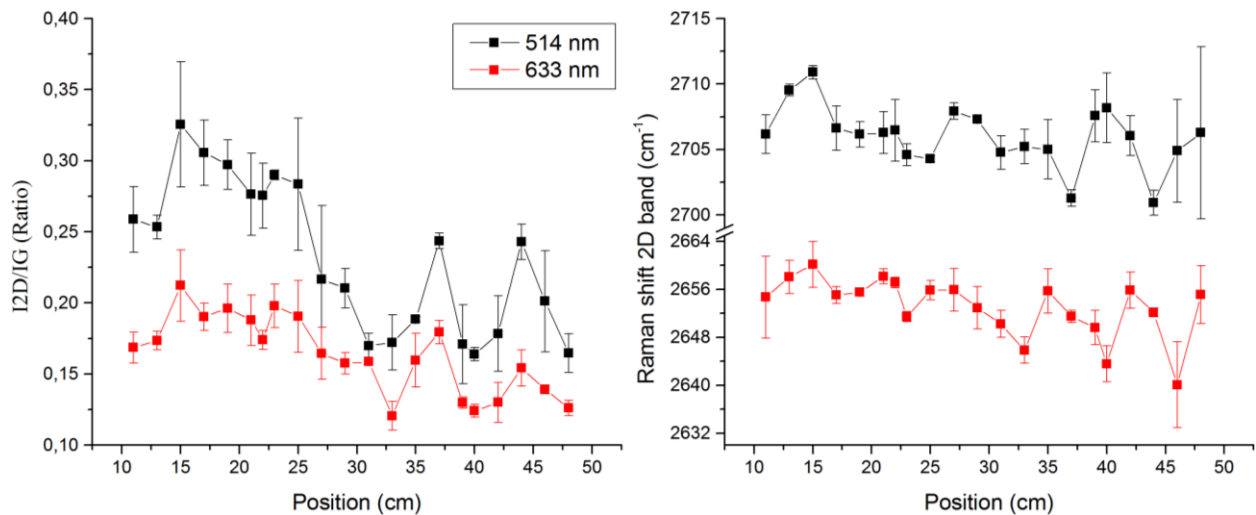 0,40
0,35
0,30
0,25
0,20
0,15
0,10
I2D/IG (Ratio)
514 nm
633 nm
10 15 20 25 30 35 40 45 50
Position (cm)
2715
2710
2705
2700
2664
2656
2648
2640
2632
Raman shift 2D band (cm⁻¹)
10 15 20 25 30 35 40 45 50
Position (cm)